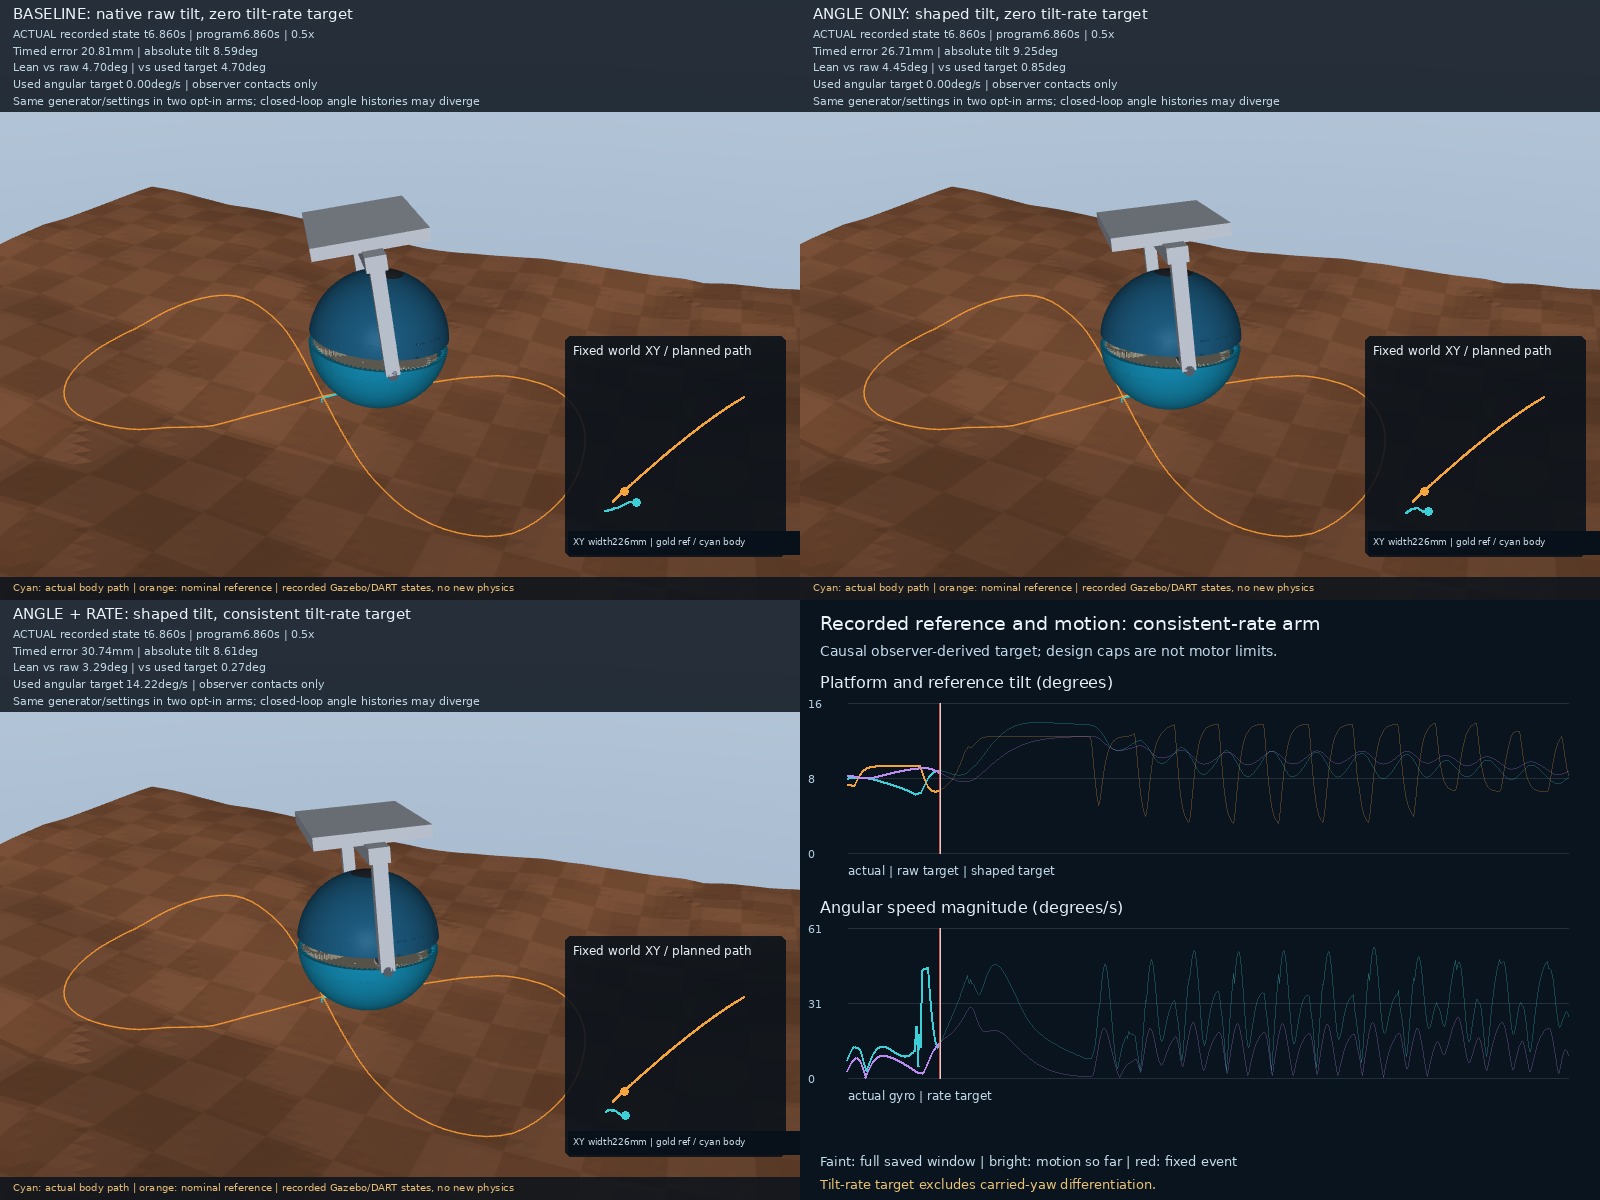 BASELINE: native raw tilt, zero tilt-rate target
ACTUAL recorded state t6.860s | program6.860s | 0.5x
Timed error 20.81mm | absolute tilt 8.59deg
Lean vs raw 4.70deg | vs used target 4.70deg
Used angular target 0.00deg/s | observer contacts only
Same generator/settings in two opt-in arms; closed-loop angle histories may diverge
Fixed world XY / planned path
XY width226mm | gold ref / cyan body
Cyan: actual body path | orange: nominal reference | recorded Gazebo/DART states, no new physics
ANGLE ONLY: shaped tilt, zero tilt-rate target
ACTUAL recorded state t6.860s | program6.860s | 0.5x
Timed error 26.71mm | absolute tilt 9.25deg
Lean vs raw 4.45deg | vs used target 0.85deg
Used angular target 0.00deg/s | observer contacts only
Same generator/settings in two opt-in arms; closed-loop angle histories may diverge
Fixed world XY / planned path
XY width226mm | gold ref / cyan body
Cyan: actual body path | orange: nominal reference | recorded Gazebo/DART states, no new physics
ANGLE + RATE: shaped tilt, consistent tilt-rate target
ACTUAL recorded state t6.860s | program6.860s | 0.5x
Timed error 30.74mm | absolute tilt 8.61deg
Lean vs raw 3.29deg | vs used target 0.27deg
Used angular target 14.22deg/s | observer contacts only
Same generator/settings in two opt-in arms; closed-loop angle histories may diverge
Fixed world XY / planned path
XY width226mm | gold ref / cyan body
Cyan: actual body path | orange: nominal reference | recorded Gazebo/DART states, no new physics
Recorded reference and motion: consistent-rate arm
Causal observer-derived target; design caps are not motor limits.
Platform and reference tilt (degrees)
16
8
0
actual | raw target | shaped target
Angular speed magnitude (degrees/s)
61
31
0
actual gyro | rate target
Faint: full saved window | bright: motion so far | red: fixed event
Tilt-rate target excludes carried-yaw differentiation.